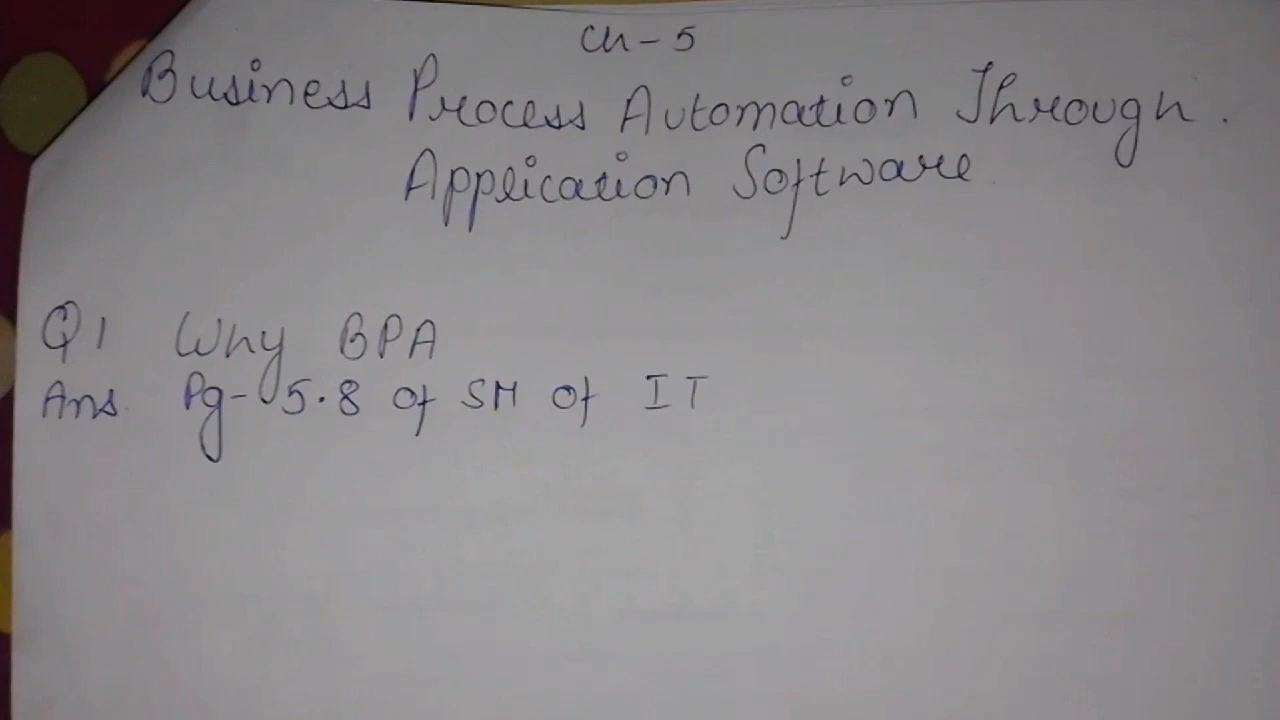 Ch - 5
Business Process Automation Through.
Application Software
Q1 Why BPA
Ans. Pg- 5.8 of SM of IT